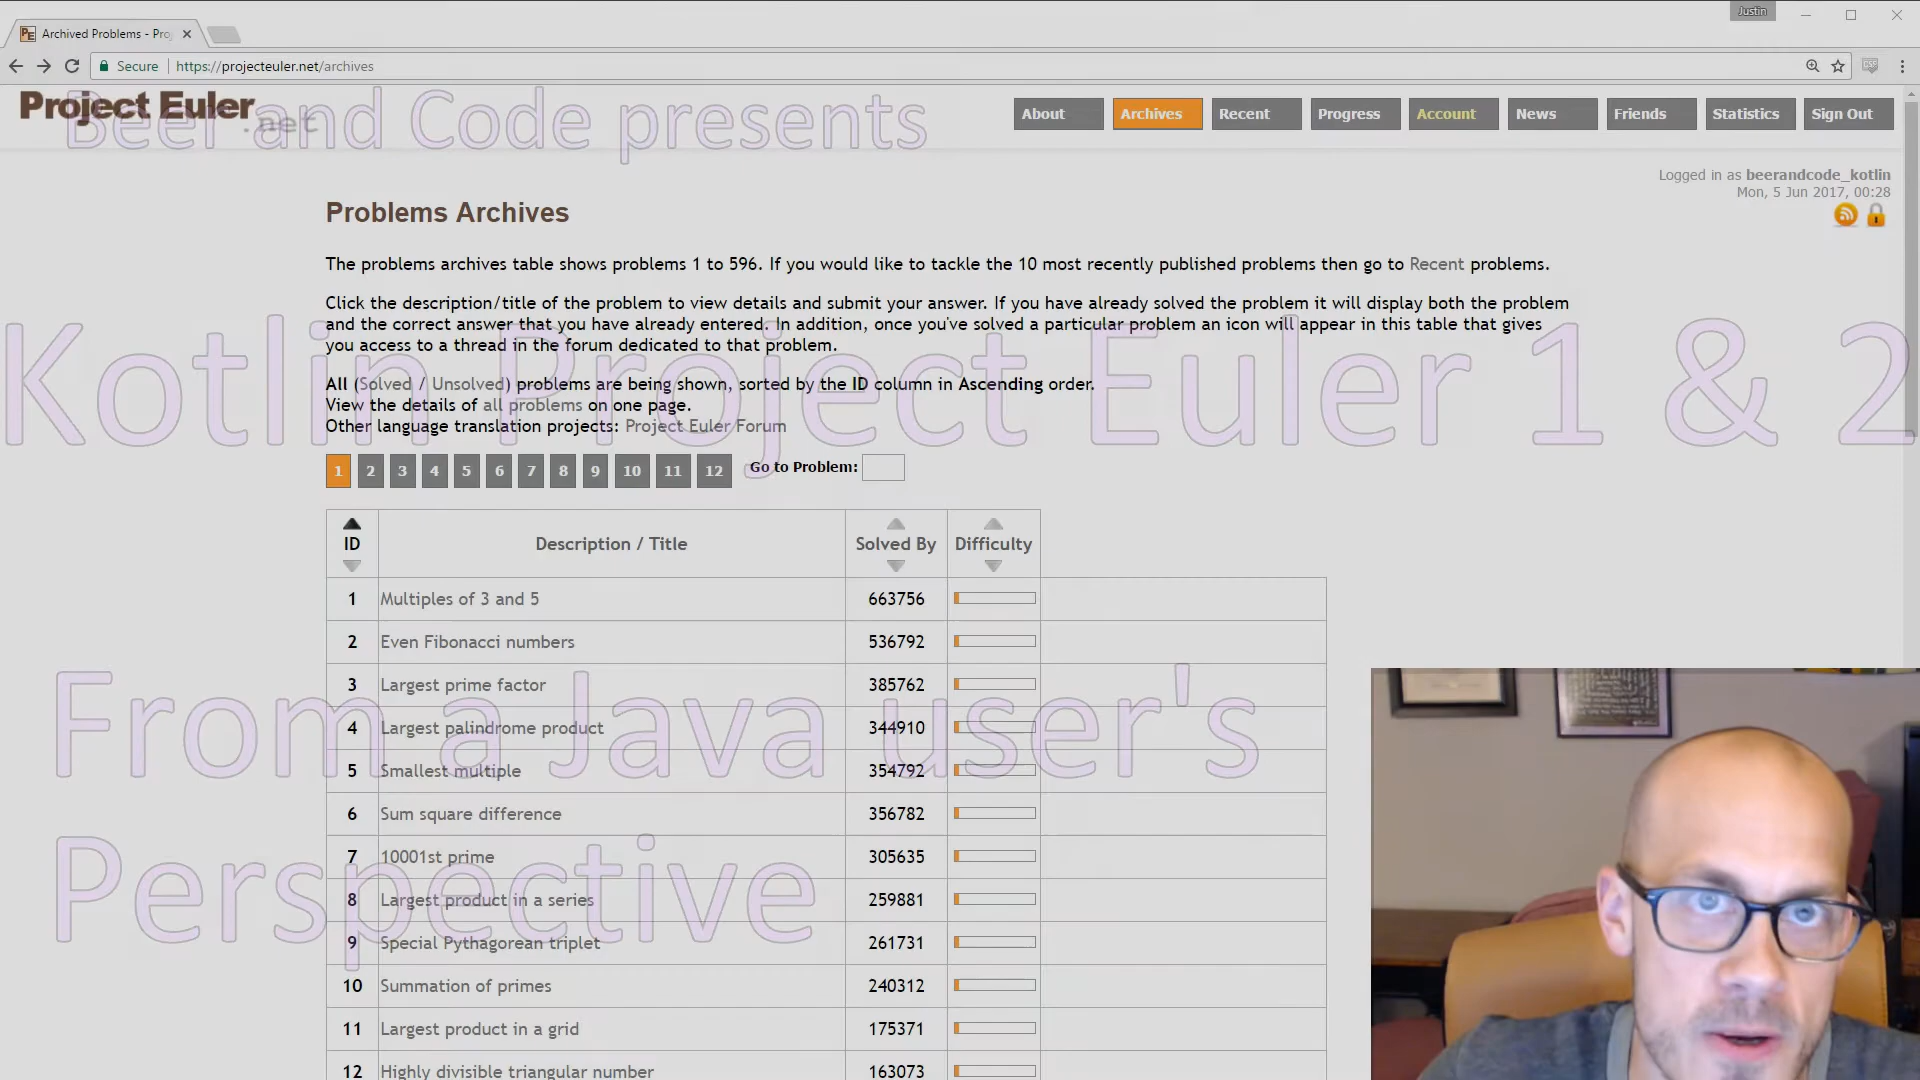 Justin
Archived Problems - Proj
Secure https://projecteuler.net/archives
Project Euler
.net
About Archives Recent Progress Account News Friends Statistics Sign Out
Beer and Code presents
Logged in as beerandcode_kotlin
Mon, 5 Jun 2017, 00:28
Problems Archives
The problems archives table shows problems 1 to 596. If you would like to tackle the 10 most recently published problems then go to Recent problems.
Click the description/title of the problem to view details and submit your answer. If you have already solved the problem it will display both the problem
and the correct answer that you have already entered. In addition, once you've solved a particular problem an icon will appear in this table that gives
you access to a thread in the forum dedicated to that problem.
Kotlin Project Euler 1 & 2
All (Solved / Unsolved) problems are being shown, sorted by the ID column in Ascending order.
View the details of all problems on one page.
Other language translation projects: Project Euler Forum
1 2 3 4 5 6 7 8 9 10 11 12 Go to Problem:
ID Description / Title Solved By Difficulty
1 Multiples of 3 and 5 663756
2 Even Fibonacci numbers 536792
3 Largest prime factor 385762
4 Largest palindrome product 344910
From a Java user's
5 Smallest multiple 354792
6 Sum square difference 356782
7 10001st prime 305635
8 Largest product in a series 259881
Perspective
9 Special Pythagorean triplet 261731
10 Summation of primes 240312
11 Largest product in a grid 175371
12 Highly divisible triangular number 163073